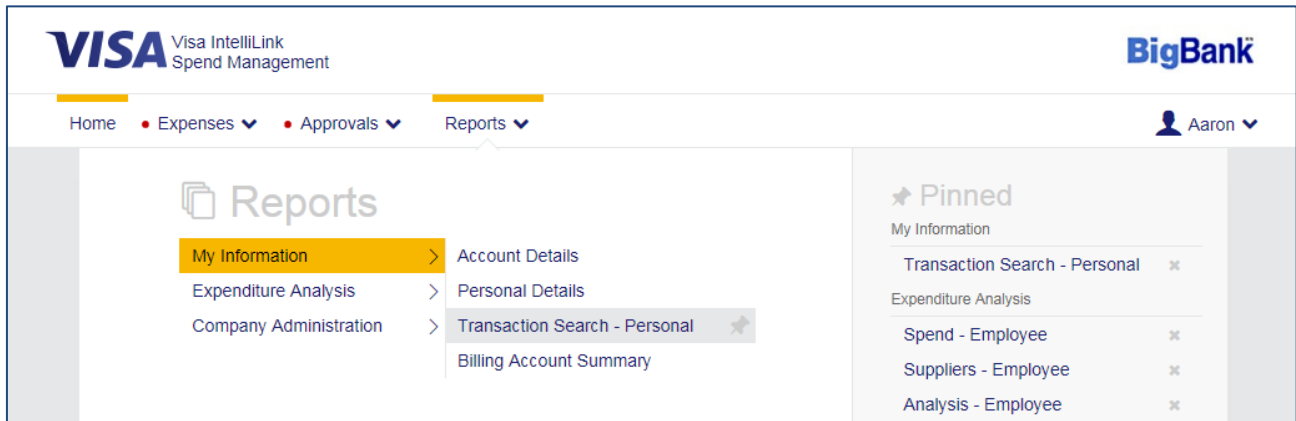 VISA
Visa IntelliLink
Spend Management
BigBank
Home • Expenses • Approvals Reports Aaron
Reports
My Information
Expenditure Analysis
Company Administration
Account Details
Personal Details
Transaction Search - Personal
Billing Account Summary
Pinned
My Information
Transaction Search - Personal
Expenditure Analysis
Spend - Employee
Suppliers - Employee
Analysis - Employee